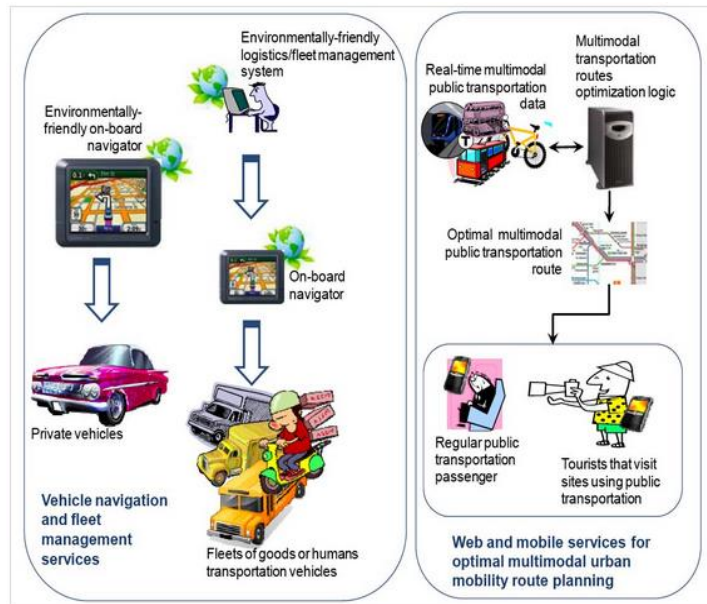 Environmentally-friendly
logistics/fleet management
system
Environmentally-
friendly on-board
navigator
On-board
navigator
Private vehicles
Vehicle navigation
and fleet
management
services
Fleets of goods or humans
transportation vehicles
Multimodal
transportation
routes
optimization logic
Real-time multimodal
public transportation
data
T
Optimal multimodal
public transportation
route
Regular public
transportation
passenger
Tourists that visit
sites using public
transportation
Web and mobile services for
optimal multimodal urban
mobility route planning